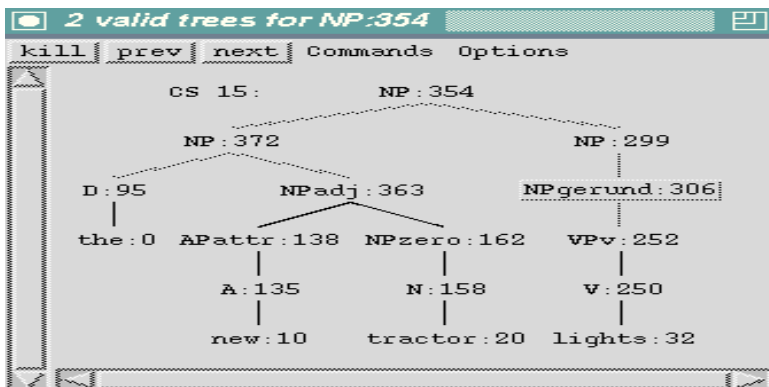 2 valid trees for NP:354
kill prev next Commands Options
CS 15: NP:354
NP:372 NP:299
D:95 NPadj:363 NPgerund:306
the:0 APattr:138 NPzero:162 VPv:252
A:135 N:158 V:250
new:10 tractor:20 lights:32